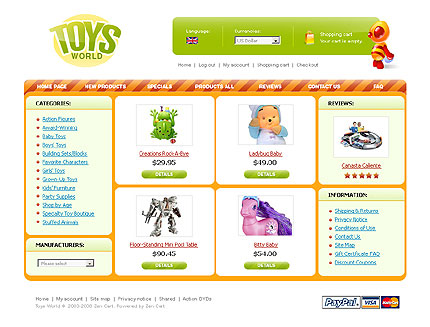 TOYS
WORLD
Language:
Currencies:
US Dollar
Shopping cart
Your cart is empty
Home | Log out | My account | Shopping cart | Checkout
HOME PAGE
NEW PRODUCTS
SPECIALS
PRODUCTS ALL
REVIEWS
CONTACT US
FAQ
CATEGORIES:
Action Figures
Award-Winning
Baby Toys
Boys' Toys
Building Sets/Blocks
Favorite Characters
Girls' Toys
Grown-Up Toys
Kids' Furniture
Party Supplies
Shop by Age
Specialty Toy Boutique
Stuffed Animals
MANUFACTURERS:
Please select
Creations Rock-A-Bye
$29.95
DETAILS
Ladybug Baby
$49.00
DETAILS
Floor-Standing Mini Pool Table
$90.45
DETAILS
Bitty Baby
$54.00
DETAILS
REVIEWS:
Canasta Caliente
INFORMATION:
Shipping & Returns
Privacy Notice
Conditions of Use
Contact Us
Site Map
Gift Certificate FAQ
Discount Coupons
Home | My account | Site map | Privacy notice | Shared | Action DVDs
Toys World © 2003-2008 Zen Cart. Powered by Zen Cart
PayPal
VISA